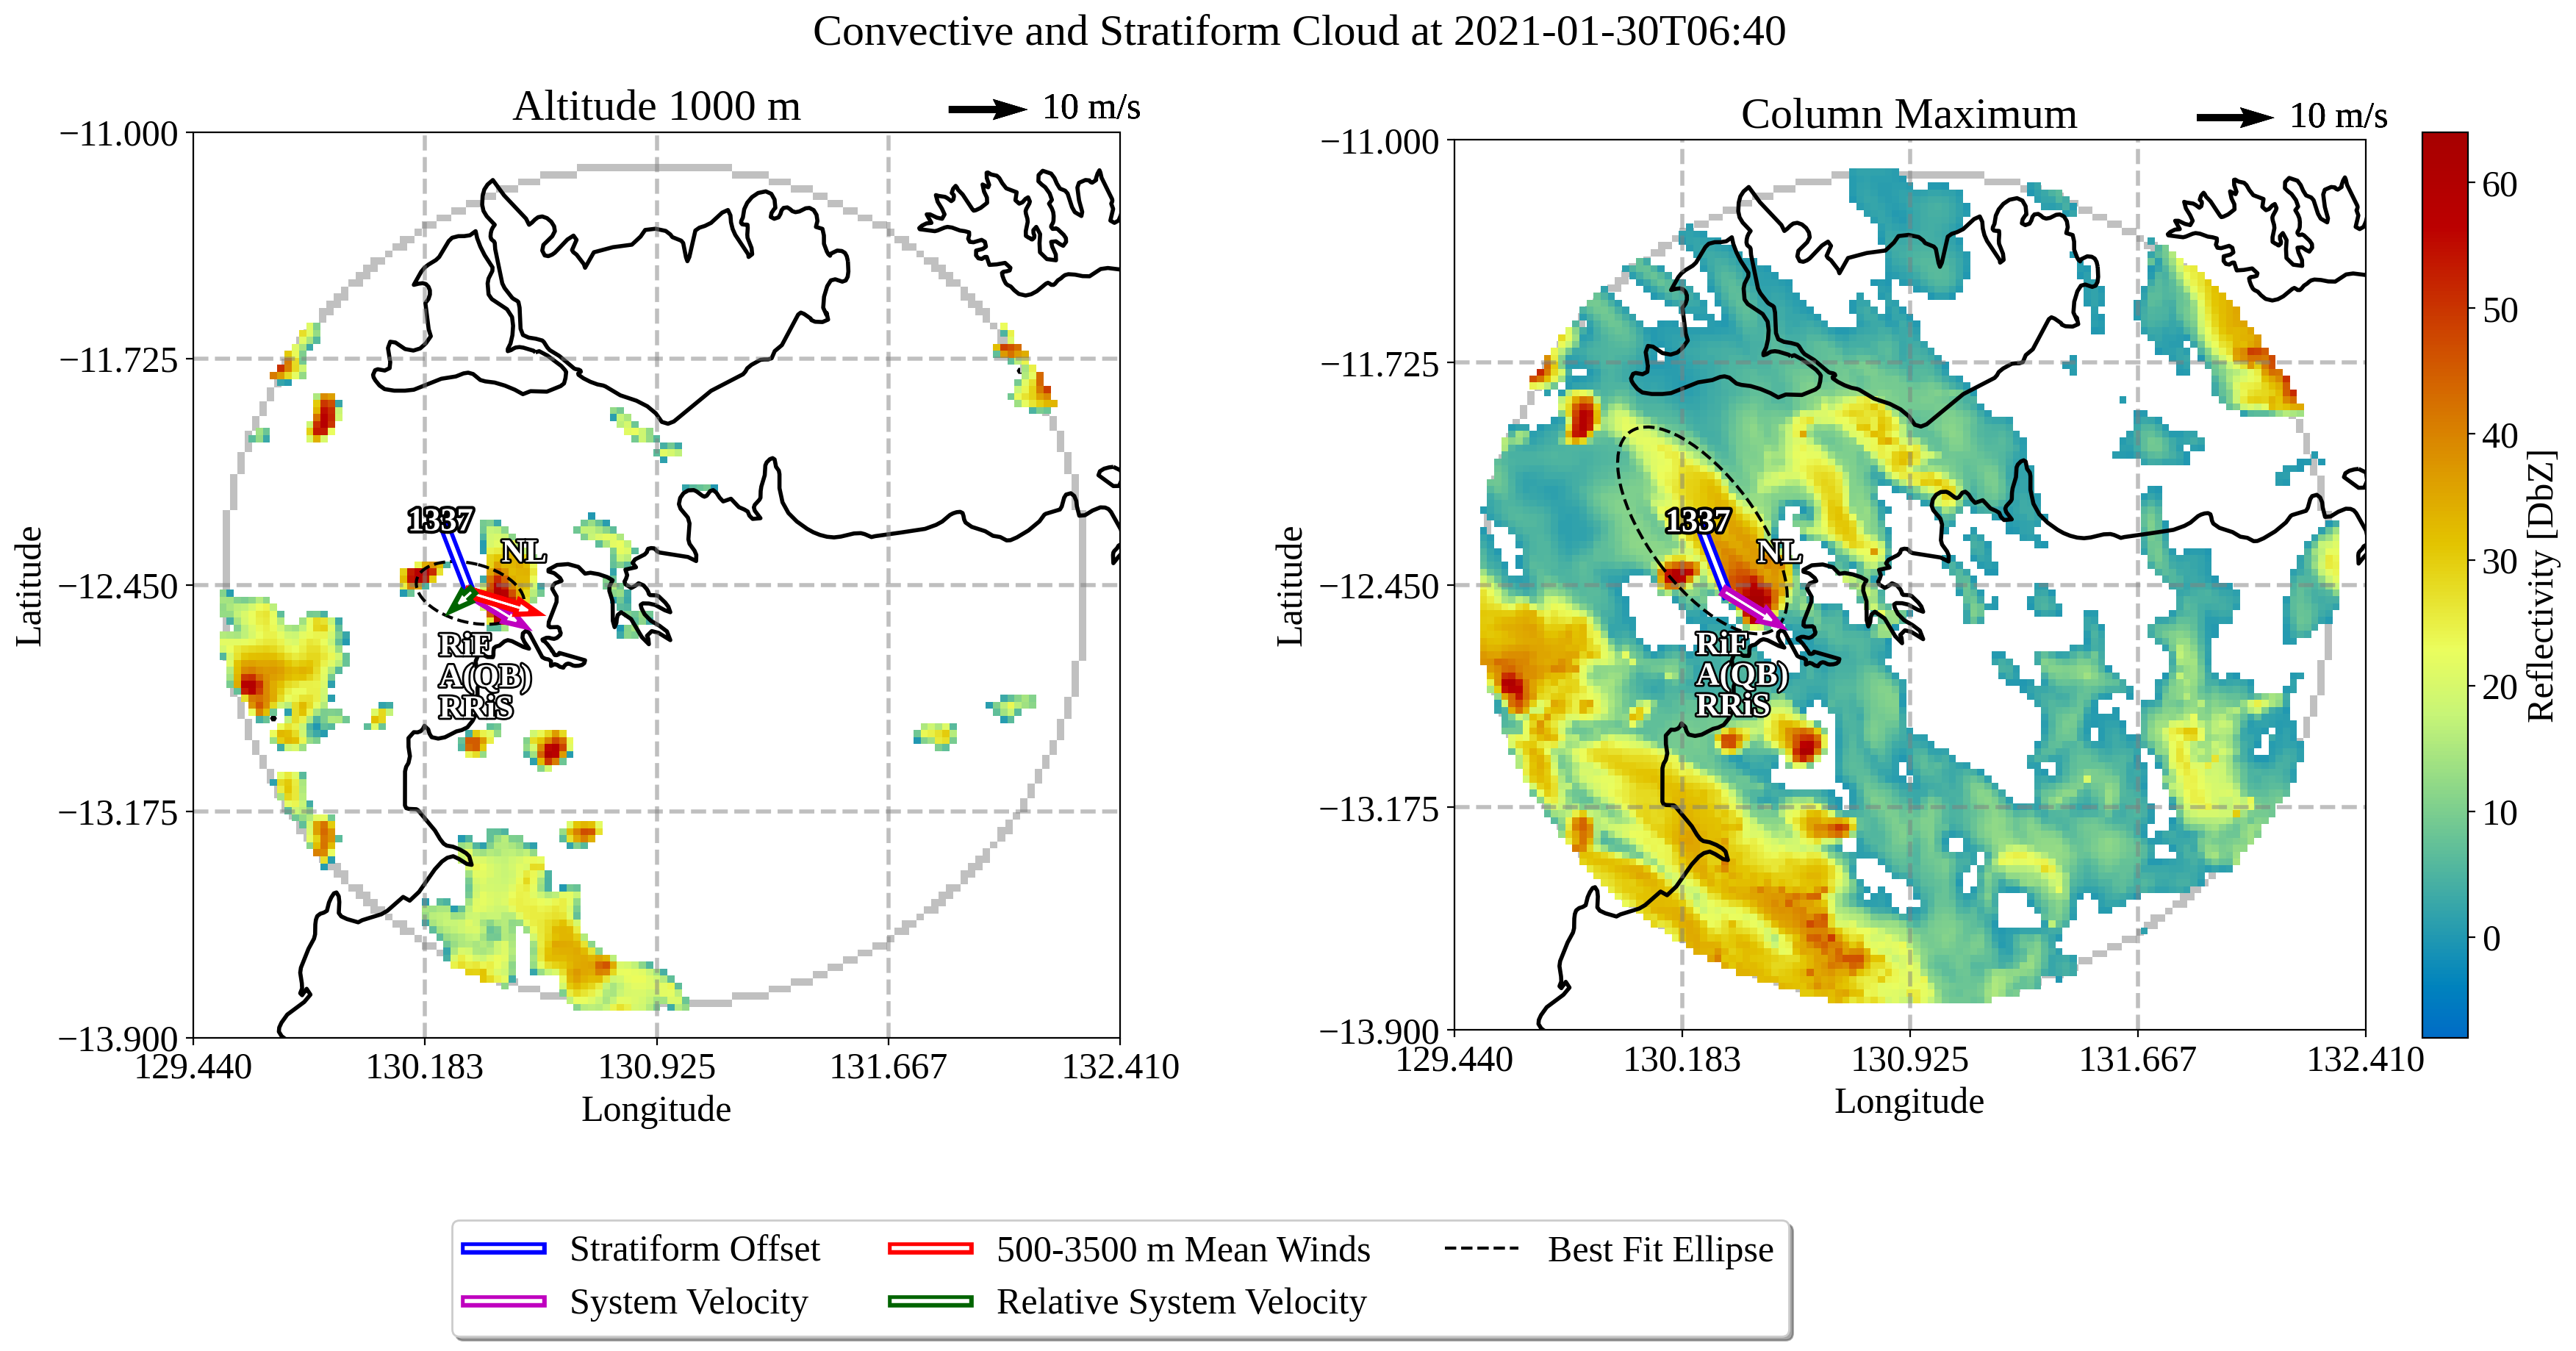 Convective and Stratiform Cloud at 2021-01-30T06:40
Altitude 1000 m
10 m/s
−11.000
−11.725
−12.450
−13.175
−13.900
Latitude
129.440
130.183
130.925
131.667
132.410
Longitude
1337
NL
RiF
A(QB)
RRiS
Column Maximum
10 m/s
−11.000
−11.725
−12.450
−13.175
−13.900
Latitude
129.440
130.183
130.925
131.667
132.410
Longitude
1337
NL
RiF
A(QB)
RRiS
60
50
40
30
20
10
0
Reflectivity [DbZ]
Stratiform Offset
System Velocity
500-3500 m Mean Winds
Relative System Velocity
Best Fit Ellipse